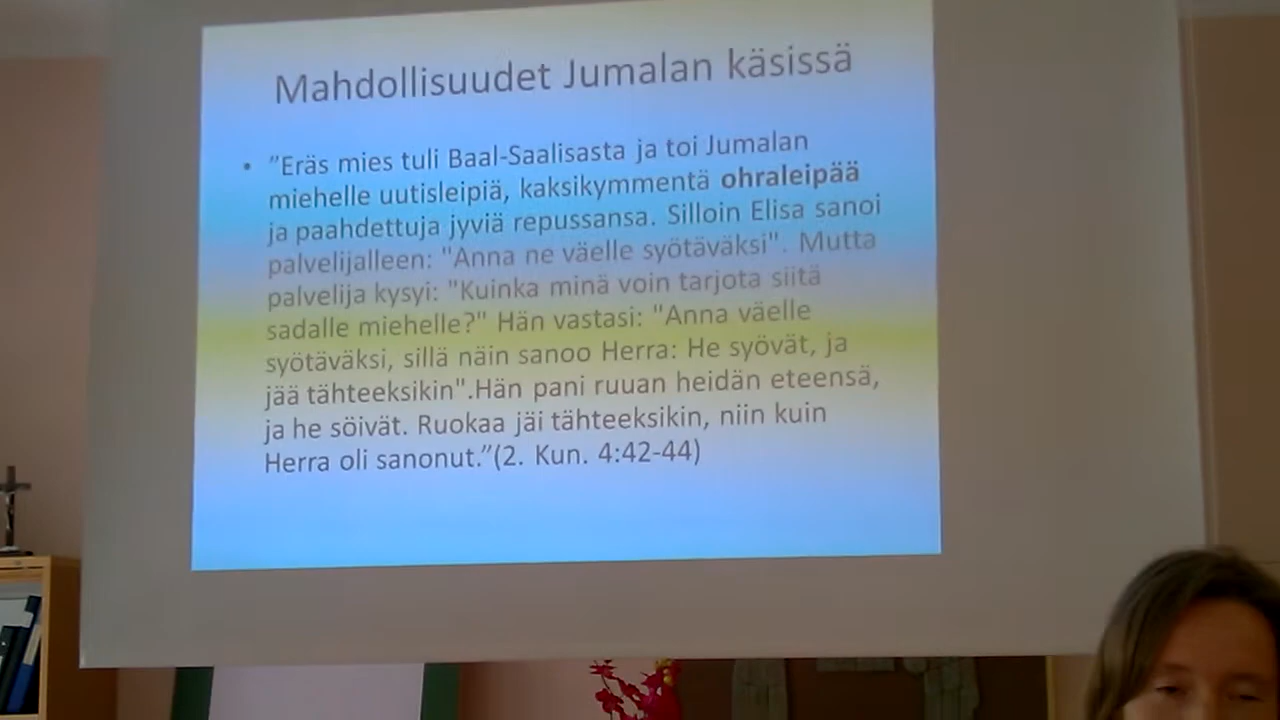 Mahdollisuudet Jumalan käsissä
• ”Eräs mies tuli Baal-Saalisasta ja toi Jumalan
miehelle uutisleipiä, kaksikymmentä ohraleipää
ja paahdettuja jyviä repussansa. Silloin Elisa sanoi
palvelijalleen: "Anna ne väelle syötäväksi". Mutta
palvelija kysyi: "Kuinka minä voin tarjota siitä
sadalle miehelle?" Hän vastasi: "Anna väelle
syötäväksi, sillä näin sanoo Herra: He syövät, ja
jää tähteeksikin".Hän pani ruuan heidän eteensä,
ja he söivät. Ruokaa jäi tähteeksikin, niin kuin
Herra oli sanonut.”(2. Kun. 4:42-44)